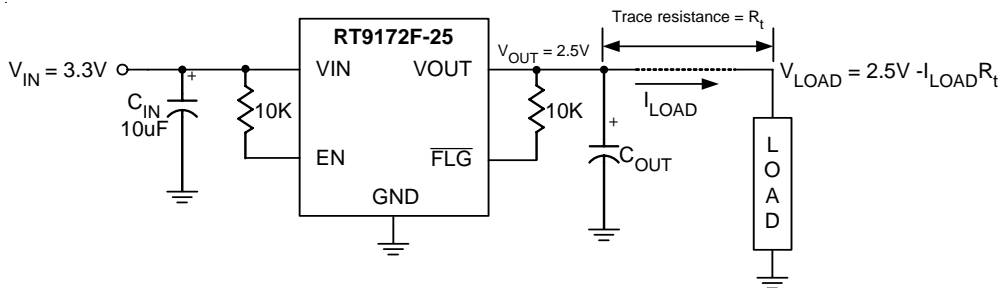 Trace resistance = Rt
RT9172F-25
VOUT = 2.5V
VIN = 3.3V
VIN
VOUT
VLOAD = 2.5V -ILOADRt
+
CIN
10uF
10K
10K
ILOAD
+
EN
FLG
COUT
GND
LOAD